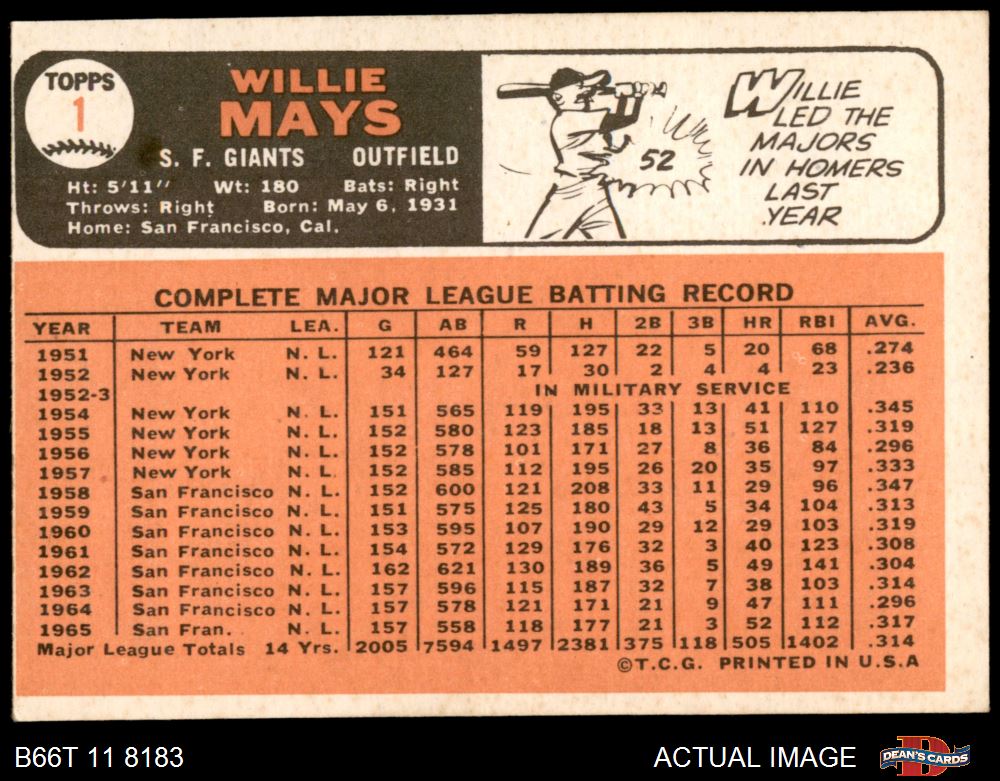 TOPPS
1
WILLIE
MAYS
S. F. GIANTS OUTFIELD
Ht: 5'11" Wt: 180 Bats: Right
Throws: Right Born: May 6, 1931
Home: San Francisco, Cal.
52
WILLIE
LED THE
MAJORS
IN HOMERS
LAST
YEAR
COMPLETE MAJOR LEAGUE BATTING RECORD
YEAR TEAM LEA. G AB R H 2B 3B HR RBI AVG.
1951 New York N. L. 121 464 59 127 22 5 20 68 .274
1952 New York N. L. 34 127 17 30 2 4 4 23 .236
1952-3 IN MILITARY SERVICE
1954 New York N. L. 151 565 119 195 33 13 41 110 .345
1955 New York N. L. 152 580 123 185 18 13 51 127 .319
1956 New York N. L. 152 578 101 171 27 8 36 84 .296
1957 New York N. L. 152 585 112 195 26 20 35 97 .333
1958 San Francisco N. L. 152 600 121 208 33 11 29 96 .347
1959 San Francisco N. L. 151 575 125 180 43 5 34 104 .313
1960 San Francisco N. L. 153 595 107 190 29 12 29 103 .319
1961 San Francisco N. L. 154 572 129 176 32 3 40 123 .308
1962 San Francisco N. L. 162 621 130 189 36 5 49 141 .304
1963 San Francisco N. L. 157 596 115 187 32 7 38 103 .314
1964 San Francisco N. L. 157 578 121 171 21 9 47 111 .296
1965 San Fran. N. L. 157 558 118 177 21 3 52 112 .317
Major League Totals 14 Yrs. 2005 7594 1497 2381 375 118 505 1402 .314
©T.C.G. PRINTED IN U.S.A
B66T 11 8183 ACTUAL IMAGE DEAN'S CARDS